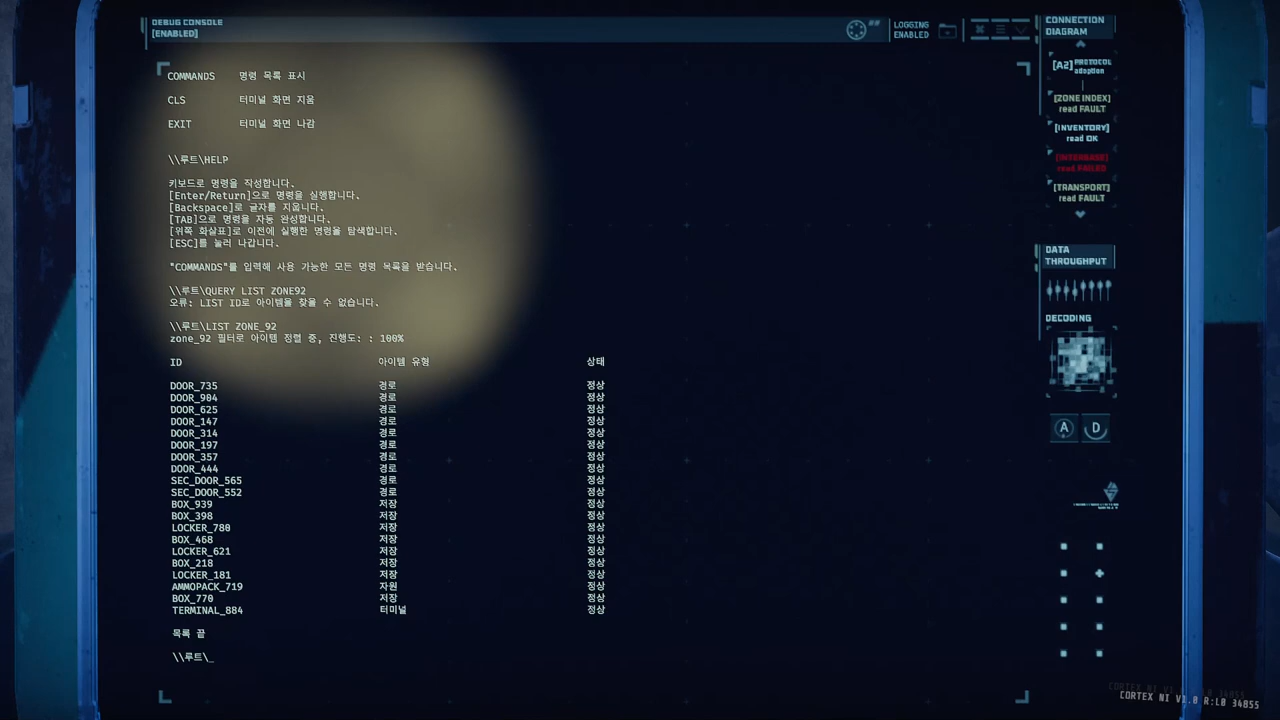 DEBUG CONSOLE
[ENABLED]
LOGGING
ENABLED
COMMANDS 명령 목록 표시
CLS 터미널 화면 지움
EXIT 터미널 화면 나감
\\루트\HELP
키보드로 명령을 작성합니다.
[Enter/Return]으로 명령을 실행합니다.
[Backspace]로 글자를 지웁니다.
[TAB]으로 명령을 자동 완성합니다.
[위쪽 화살표]로 이전에 실행한 명령을 탐색합니다.
[ESC]를 눌러 나갑니다.
"COMMANDS"를 입력해 사용 가능한 모든 명령 목록을 받습니다.
\\루트\QUERY LIST ZONE92
오류: LIST ID로 아이템을 찾을 수 없습니다.
\\루트\LIST ZONE_92
zone_92 필터로 아이템 정렬 중, 진행도: : 100%
ID 아이템 유형 상태
DOOR_735 경로 정상
DOOR_904 경로 정상
DOOR_625 경로 정상
DOOR_147 경로 정상
DOOR_314 경로 정상
DOOR_197 경로 정상
DOOR_357 경로 정상
DOOR_444 경로 정상
SEC_DOOR_565 경로 정상
SEC_DOOR_552 경로 정상
BOX_939 저장 정상
BOX_398 저장 정상
LOCKER_780 저장 정상
BOX_468 저장 정상
LOCKER_621 저장 정상
BOX_218 저장 정상
LOCKER_181 저장 정상
AMMOPACK_719 자원 정상
BOX_770 저장 정상
TERMINAL_884 터미널 정상
목록 끝
\\루트\_
CONNECTION
DIAGRAM
[A2] PROTOCOL
adoption
[ZONE INDEX]
read FAULT
[INVENTORY]
read OK
[INTERBASE]
read FAILED
[TRANSPORT]
read FAULT
DATA
THROUGHPUT
DECODING
A D
CORTEX NI V1.0 R:L0 34855